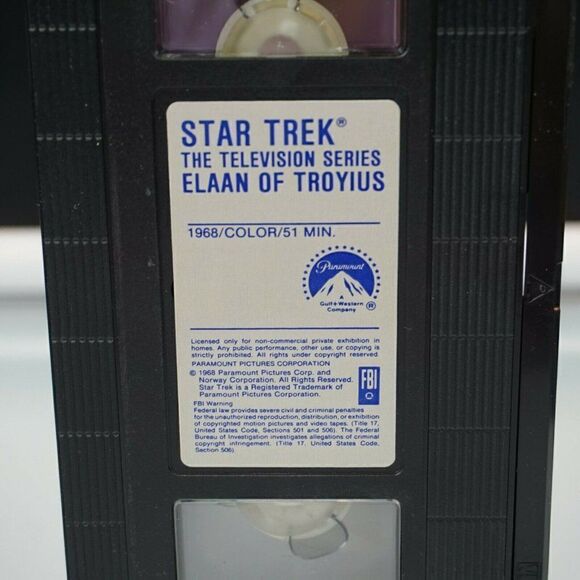 STAR TREK®
THE TELEVISION SERIES
ELAAN OF TROYIUS
1968/COLOR/51 MIN.
Paramount
A
Gulf+Western
Company
®
Licensed only for non-commercial private exhibition in
homes. Any public performance, other use, or copying is
strictly prohibited. All rights under copyright reserved.
PARAMOUNT PICTURES CORPORATION
© 1968 Paramount Pictures Corp. and
Norway Corporation. All Rights Reserved.
Star Trek is a Registered Trademark of
Paramount Pictures Corporation.
FBI
FBI Warning
Federal law provides severe civil and criminal penalties
for the unauthorized reproduction, distribution, or exhibition
of copyrighted motion pictures and video tapes. (Title 17,
United States Code, Sections 501 and 506). The Federal
Bureau of Investigation investigates allegations of criminal
copyright infringement. (Title 17, United States Code,
Section 506)